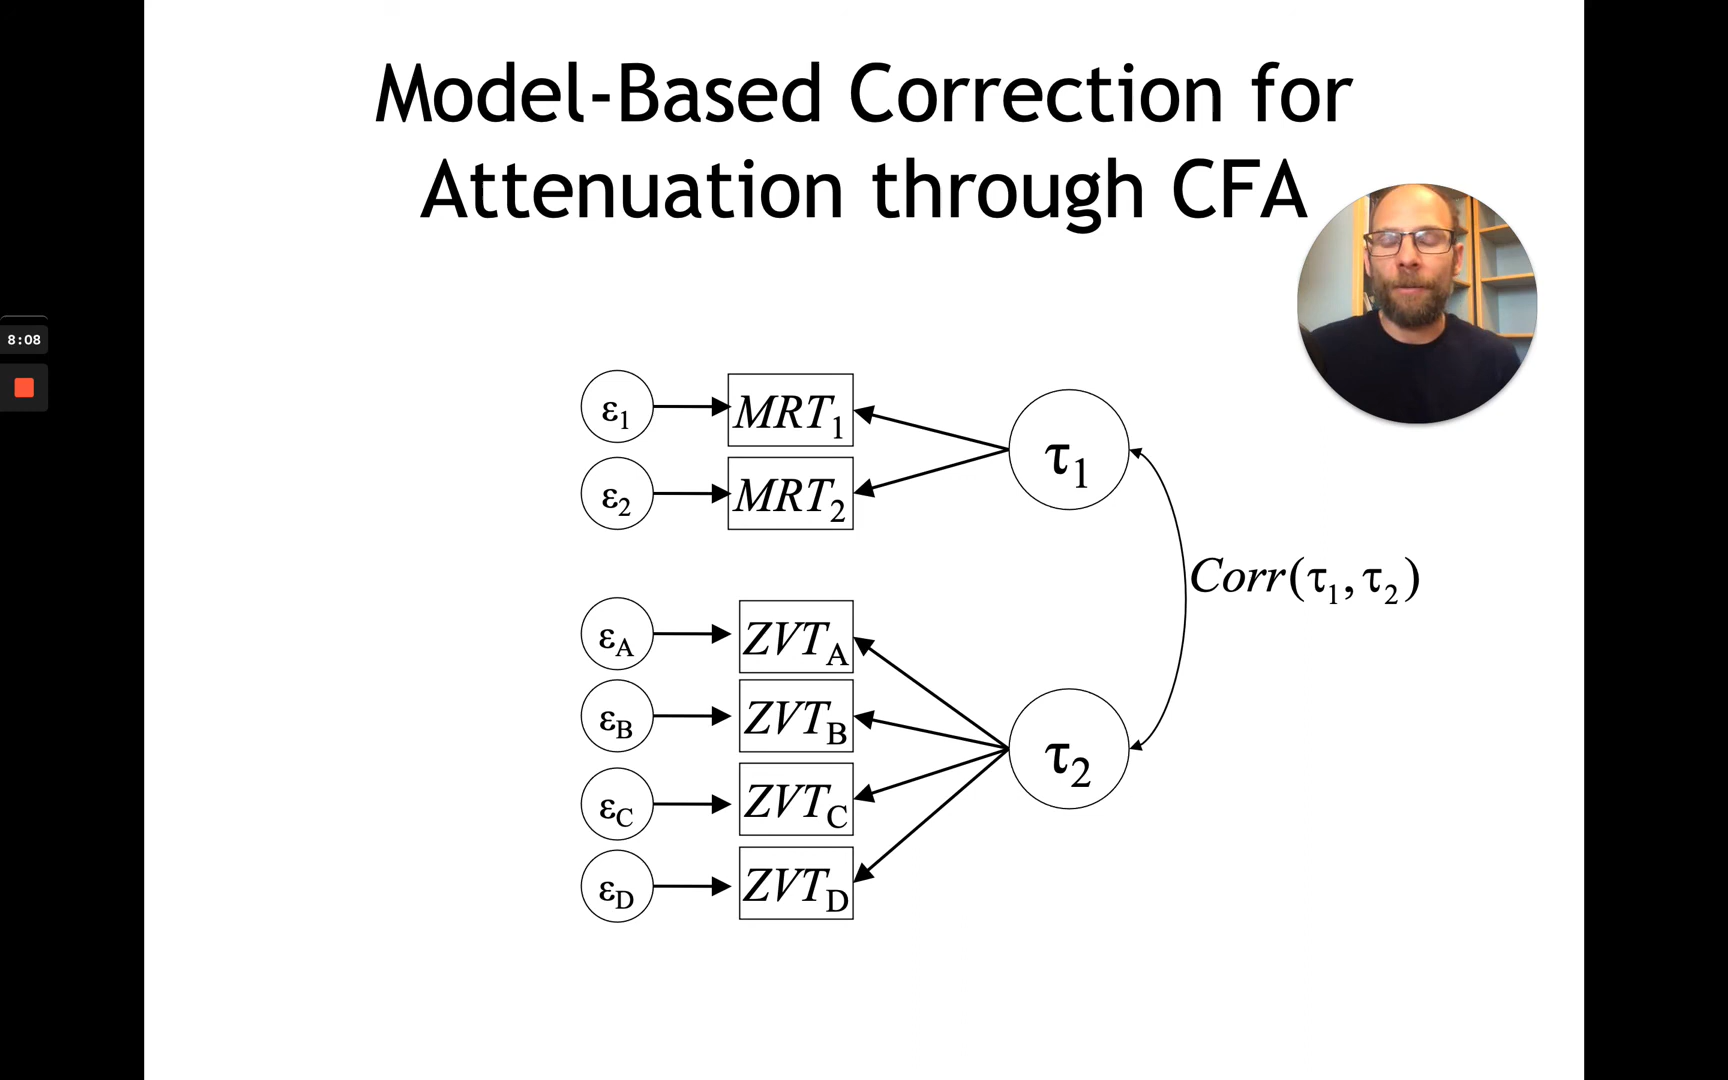 Model-Based Correction for
Attenuation through CFA
8:08
ε1
MRT1
τ1
ε2
MRT2
Corr(τ1,τ2)
εA
ZVTA
εB
ZVTB
τ2
εC
ZVTC
εD
ZVTD